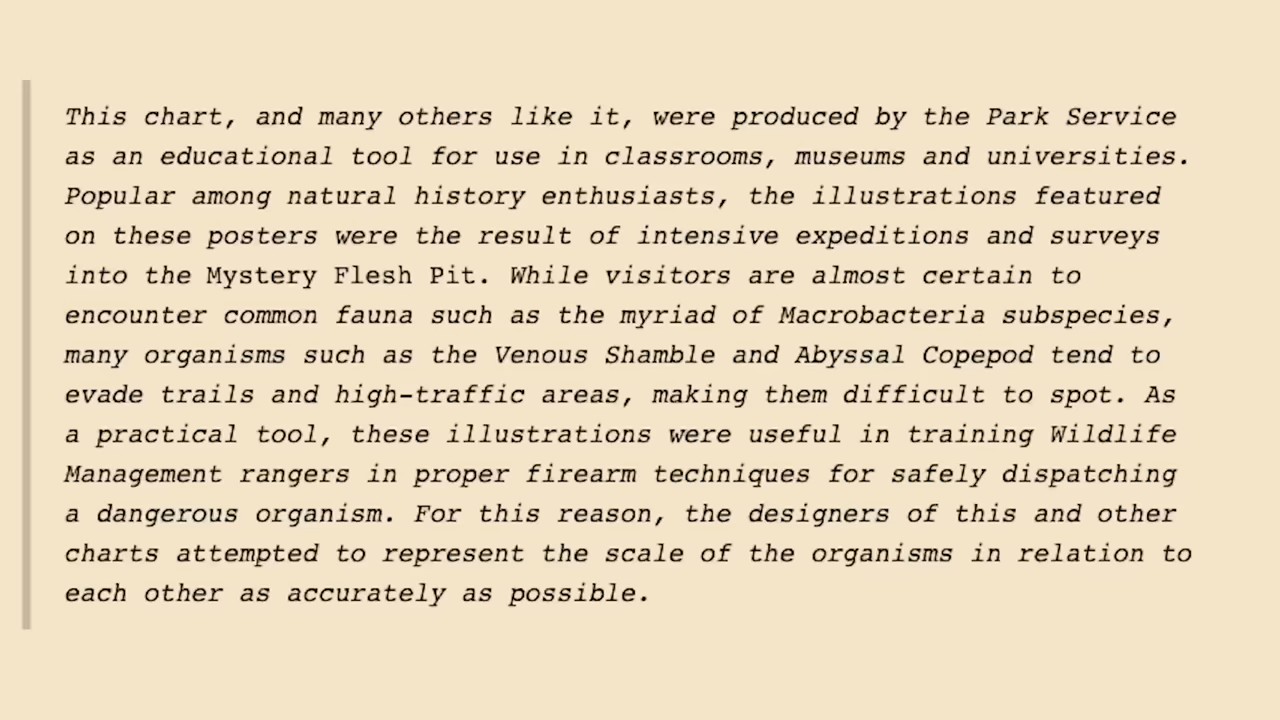 This chart, and many others like it, were produced by the Park Service
as an educational tool for use in classrooms, museums and universities.
Popular among natural history enthusiasts, the illustrations featured
on these posters were the result of intensive expeditions and surveys
into the Mystery Flesh Pit. While visitors are almost certain to
encounter common fauna such as the myriad of Macrobacteria subspecies,
many organisms such as the Venous Shamble and Abyssal Copepod tend to
evade trails and high-traffic areas, making them difficult to spot. As
a practical tool, these illustrations were useful in training Wildlife
Management rangers in proper firearm techniques for safely dispatching
a dangerous organism. For this reason, the designers of this and other
charts attempted to represent the scale of the organisms in relation to
each other as accurately as possible.